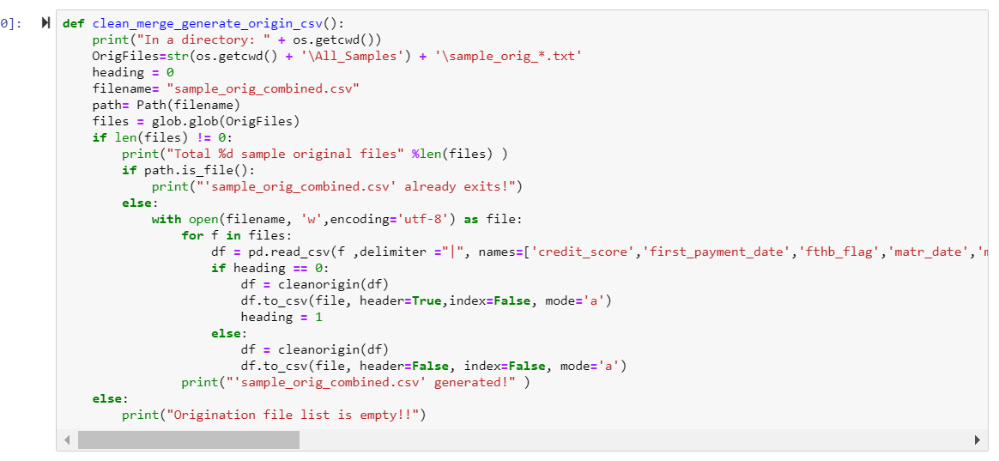 0]:
def clean_merge_generate_origin_csv():
    print("In a directory: " + os.getcwd())
    OrigFiles=str(os.getcwd() + '\All_Samples') + '\sample_orig_*.txt'
    heading = 0
    filename= "sample_orig_combined.csv"
    path= Path(filename)
    files = glob.glob(OrigFiles)
    if len(files) != 0:
        print("Total %d sample original files" %len(files) )
        if path.is_file():
            print("'sample_orig_combined.csv' already exits!")
        else:
            with open(filename, 'w',encoding='utf-8') as file:
                for f in files:
                    df = pd.read_csv(f ,delimiter ="|", names=['credit_score','first_payment_date','fthb_flag','matr_date','
                    if heading == 0:
                        df = cleanorigin(df)
                        df.to_csv(file, header=True,index=False, mode='a')
                        heading = 1
                    else:
                        df = cleanorigin(df)
                        df.to_csv(file, header=False, index=False, mode='a')
                print("'sample_orig_combined.csv' generated!" )
    else:
        print("Origination file list is empty!!")